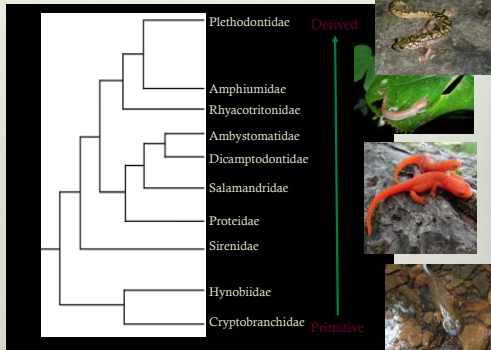 Plethodontidae
Derived
Amphiumidae
Rhyacotritonidae
Ambystomatidae
Dicamptodontidae
Salamandridae
Proteidae
Sirenidae
Hynobiidae
Cryptobranchidae
Primitive